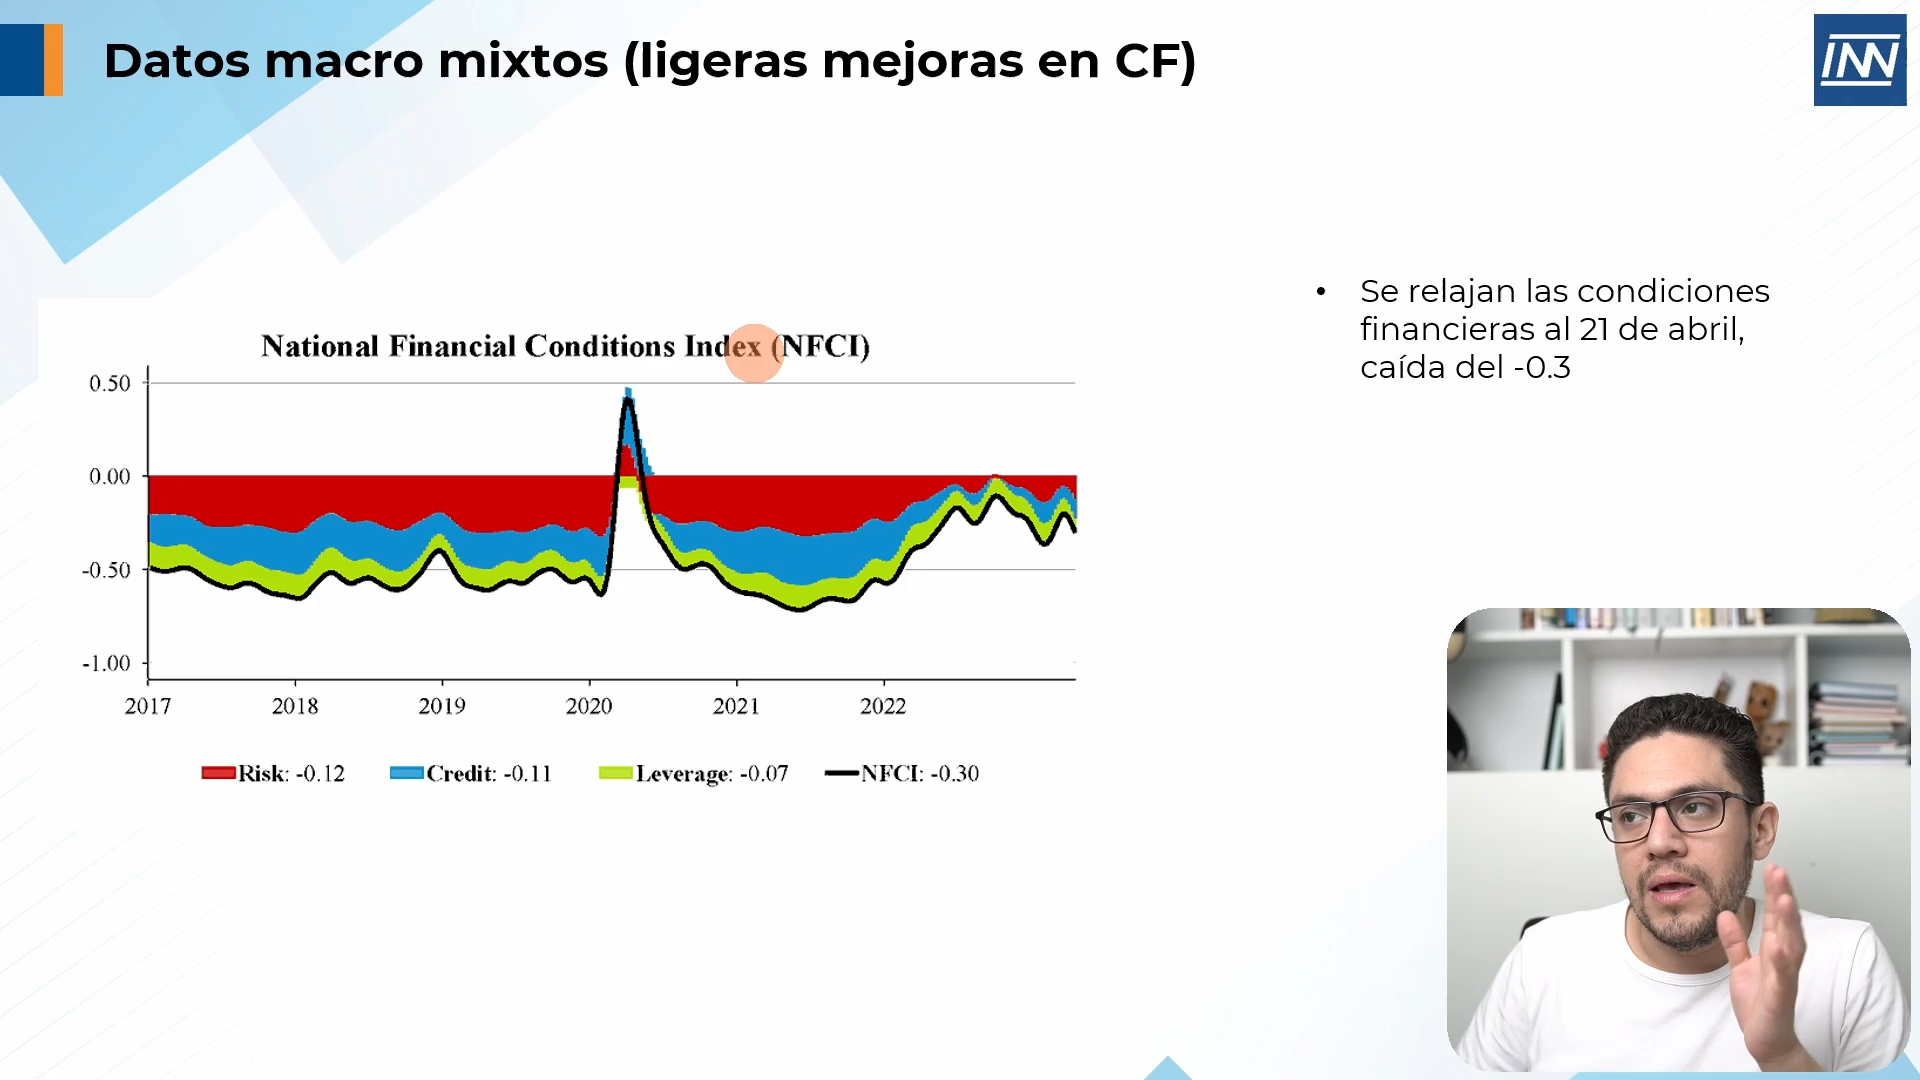 Datos macro mixtos (ligeras mejoras en CF)
INN
National Financial Conditions Index (NFCI)
0.50
0.00
-0.50
-1.00
2017 2018 2019 2020 2021 2022
Risk: -0.12 Credit: -0.11 Leverage: -0.07 NFCI: -0.30
• Se relajan las condiciones
financieras al 21 de abril,
caída del -0.3